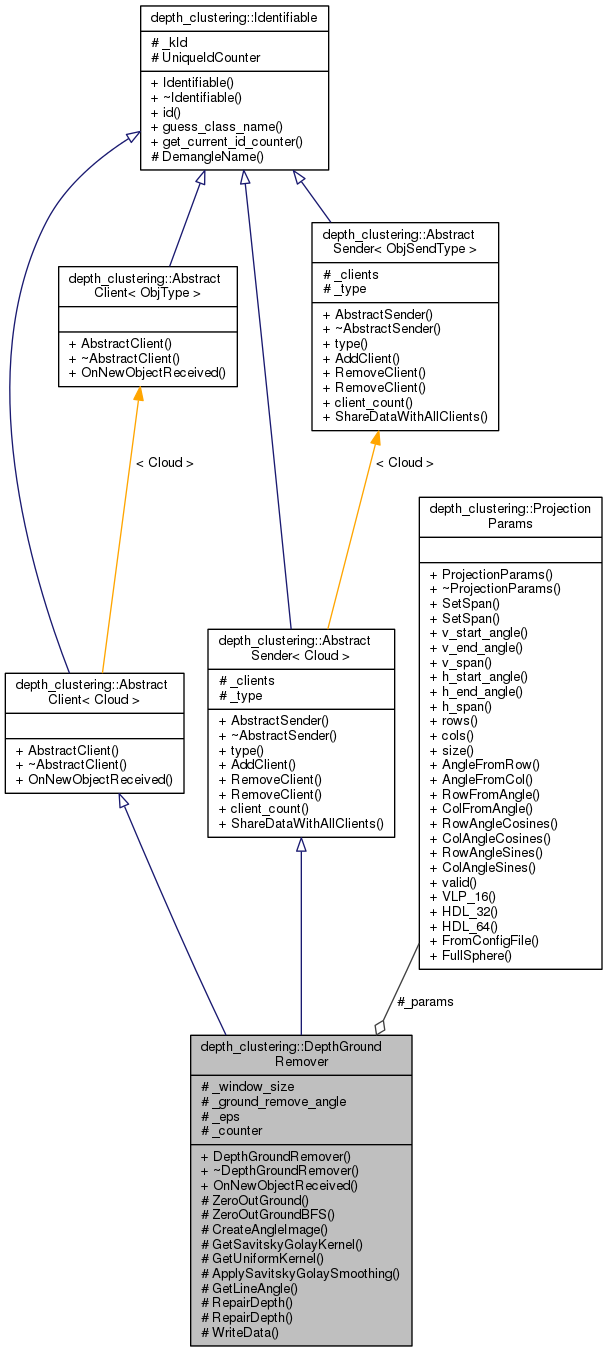 depth_clustering::Identifiable
# _kId
# UniqueIdCounter
+ Identifiable()
+ ~Identifiable()
+ id()
+ guess_class_name()
+ get_current_id_counter()
# DemangleName()
depth_clustering::Abstract
Sender< ObjSendType >
# _clients
# _type
+ AbstractSender()
+ ~AbstractSender()
+ type()
+ AddClient()
+ RemoveClient()
+ RemoveClient()
+ client_count()
+ ShareDataWithAllClients()
depth_clustering::Abstract
Client< ObjType >
+ AbstractClient()
+ ~AbstractClient()
+ OnNewObjectReceived()
< Cloud >
< Cloud >
depth_clustering::Projection
Params
+ ProjectionParams()
+ ~ProjectionParams()
+ SetSpan()
+ SetSpan()
+ v_start_angle()
+ v_end_angle()
+ v_span()
+ h_start_angle()
+ h_end_angle()
+ h_span()
+ rows()
+ cols()
+ size()
+ AngleFromRow()
+ AngleFromCol()
+ RowFromAngle()
+ ColFromAngle()
+ RowAngleCosines()
+ ColAngleCosines()
+ RowAngleSines()
+ ColAngleSines()
+ valid()
+ VLP_16()
+ HDL_32()
+ HDL_64()
+ FromConfigFile()
+ FullSphere()
depth_clustering::Abstract
Sender< Cloud >
# _clients
# _type
+ AbstractSender()
+ ~AbstractSender()
+ type()
+ AddClient()
+ RemoveClient()
+ RemoveClient()
+ client_count()
+ ShareDataWithAllClients()
depth_clustering::Abstract
Client< Cloud >
+ AbstractClient()
+ ~AbstractClient()
+ OnNewObjectReceived()
#_params
depth_clustering::DepthGround
Remover
# _window_size
# _ground_remove_angle
# _eps
# _counter
+ DepthGroundRemover()
+ ~DepthGroundRemover()
+ OnNewObjectReceived()
# ZeroOutGround()
# ZeroOutGroundBFS()
# CreateAngleImage()
# GetSavitskyGolayKernel()
# GetUniformKernel()
# ApplySavitskyGolaySmoothing()
# GetLineAngle()
# RepairDepth()
# RepairDepth()
# WriteData()